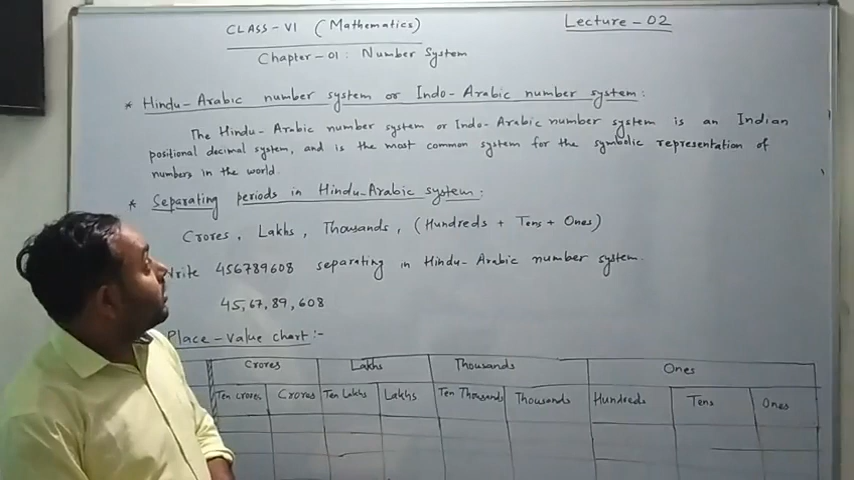 CLASS-VI (Mathematics)
Lecture-02
Chapter-01: Number System
* Hindu-Arabic number system or Indo-Arabic number system:
The Hindu-Arabic number system or Indo-Arabic number system is an Indian
positional decimal system, and is the most common system for the symbolic representation of
numbers in the world.
* Separating periods in Hindu-Arabic system:
Crores, Lakhs, Thousands, (Hundreds + Tens + Ones)
Write 456789608 separating in Hindu-Arabic number system.
45,67,89,608
Place-value chart:-
Crores Lakhs Thousands Ones
Ten crores Crores Ten Lakhs Lakhs Ten Thousands Thousands Hundreds Tens Ones